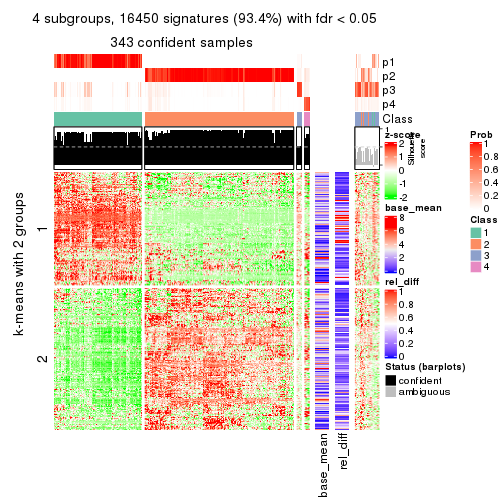 4 subgroups, 16450 signatures (93.4%) with fdr < 0.05
343 confident samples
p1
p2
p3
p4
Class
1
Silhouette
score
k-means with 2 groups
1
2
base_mean
rel_diff
z-score
2
1
0
-1
-2
base_mean
8
6
4
2
0
rel_diff
1
0.8
0.6
0.4
0.2
0
Status (barplots)
confident
ambiguous
Prob
1
0.8
0.6
0.4
0.2
0
Class
1
2
3
4